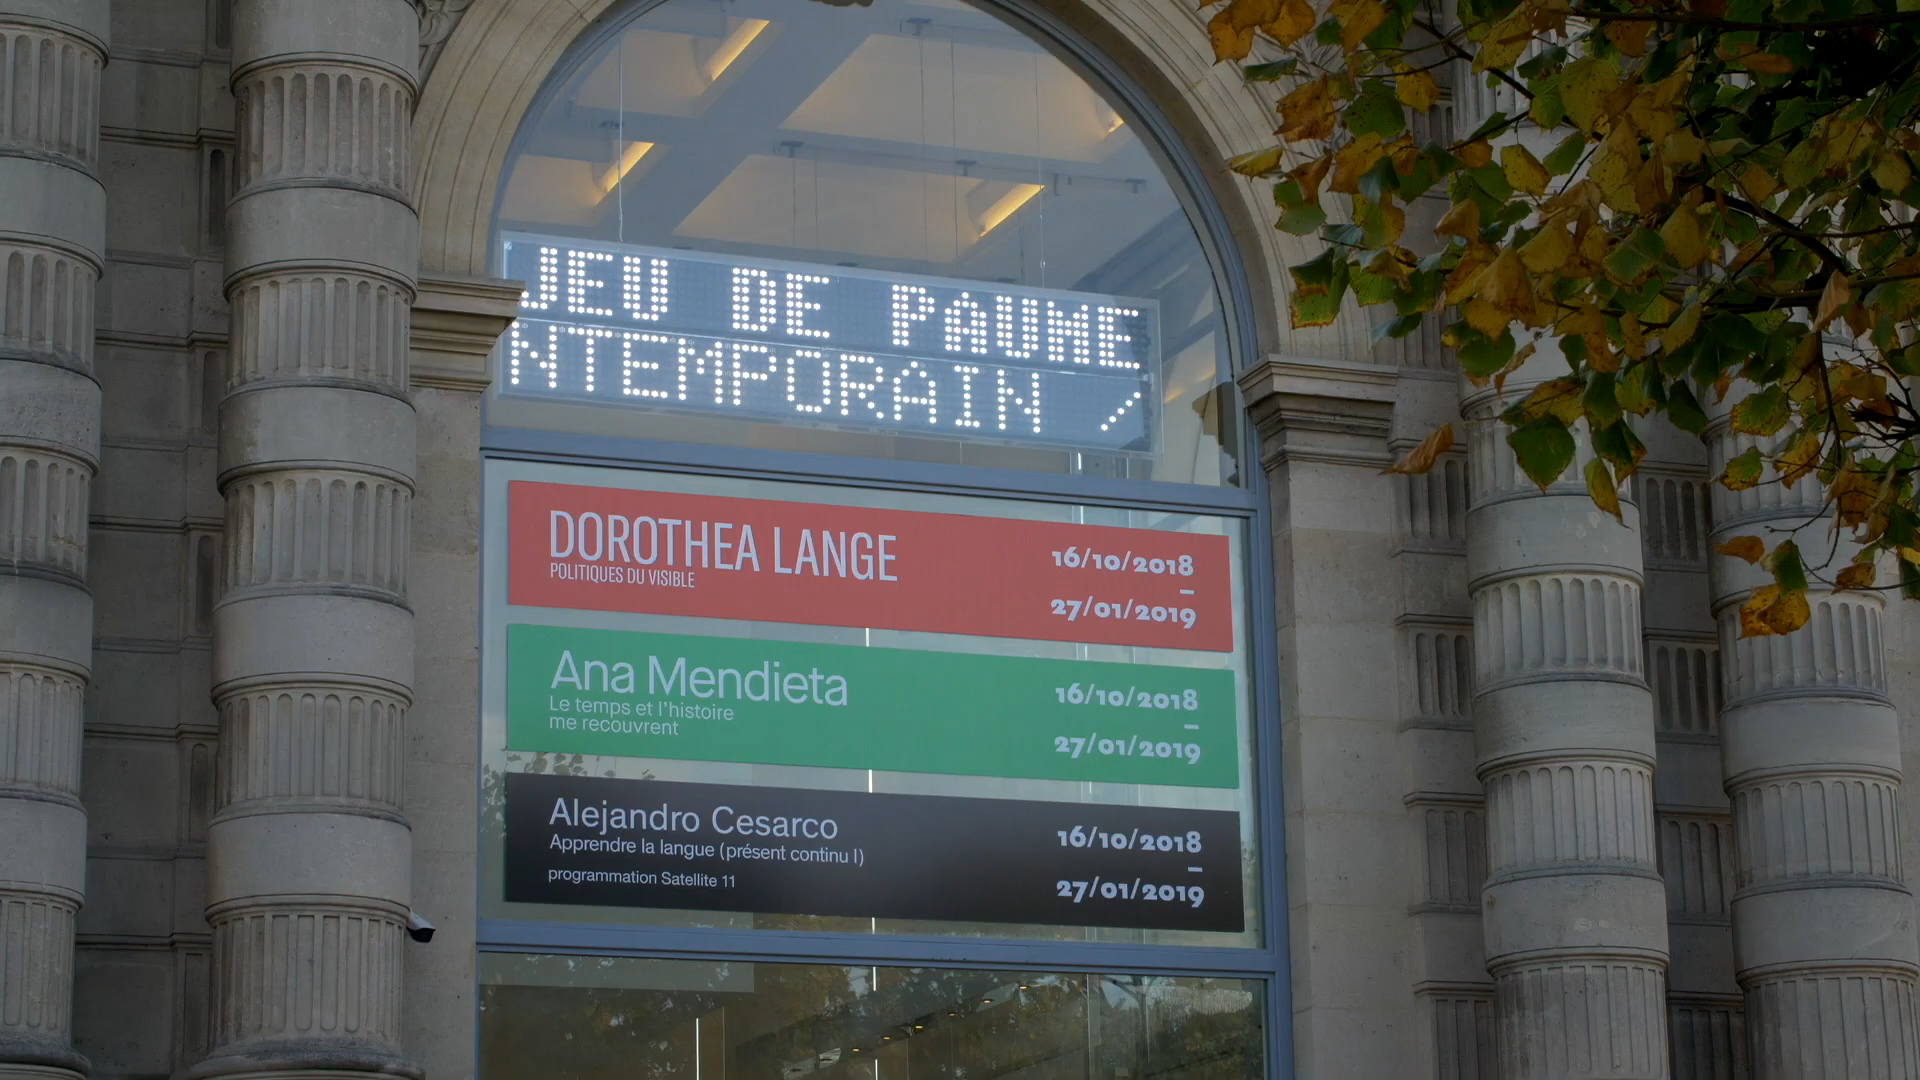 JEU DE PAUME
NTEMPORAIN /
DOROTHEA LANGE
POLITIQUES DU VISIBLE
16/10/2018
–
27/01/2019
Ana Mendieta
Le temps et l'histoire
me recouvrent
16/10/2018
–
27/01/2019
Alejandro Cesarco
Apprendre la langue (présent continu I)
programmation Satellite 11
16/10/2018
–
27/01/2019